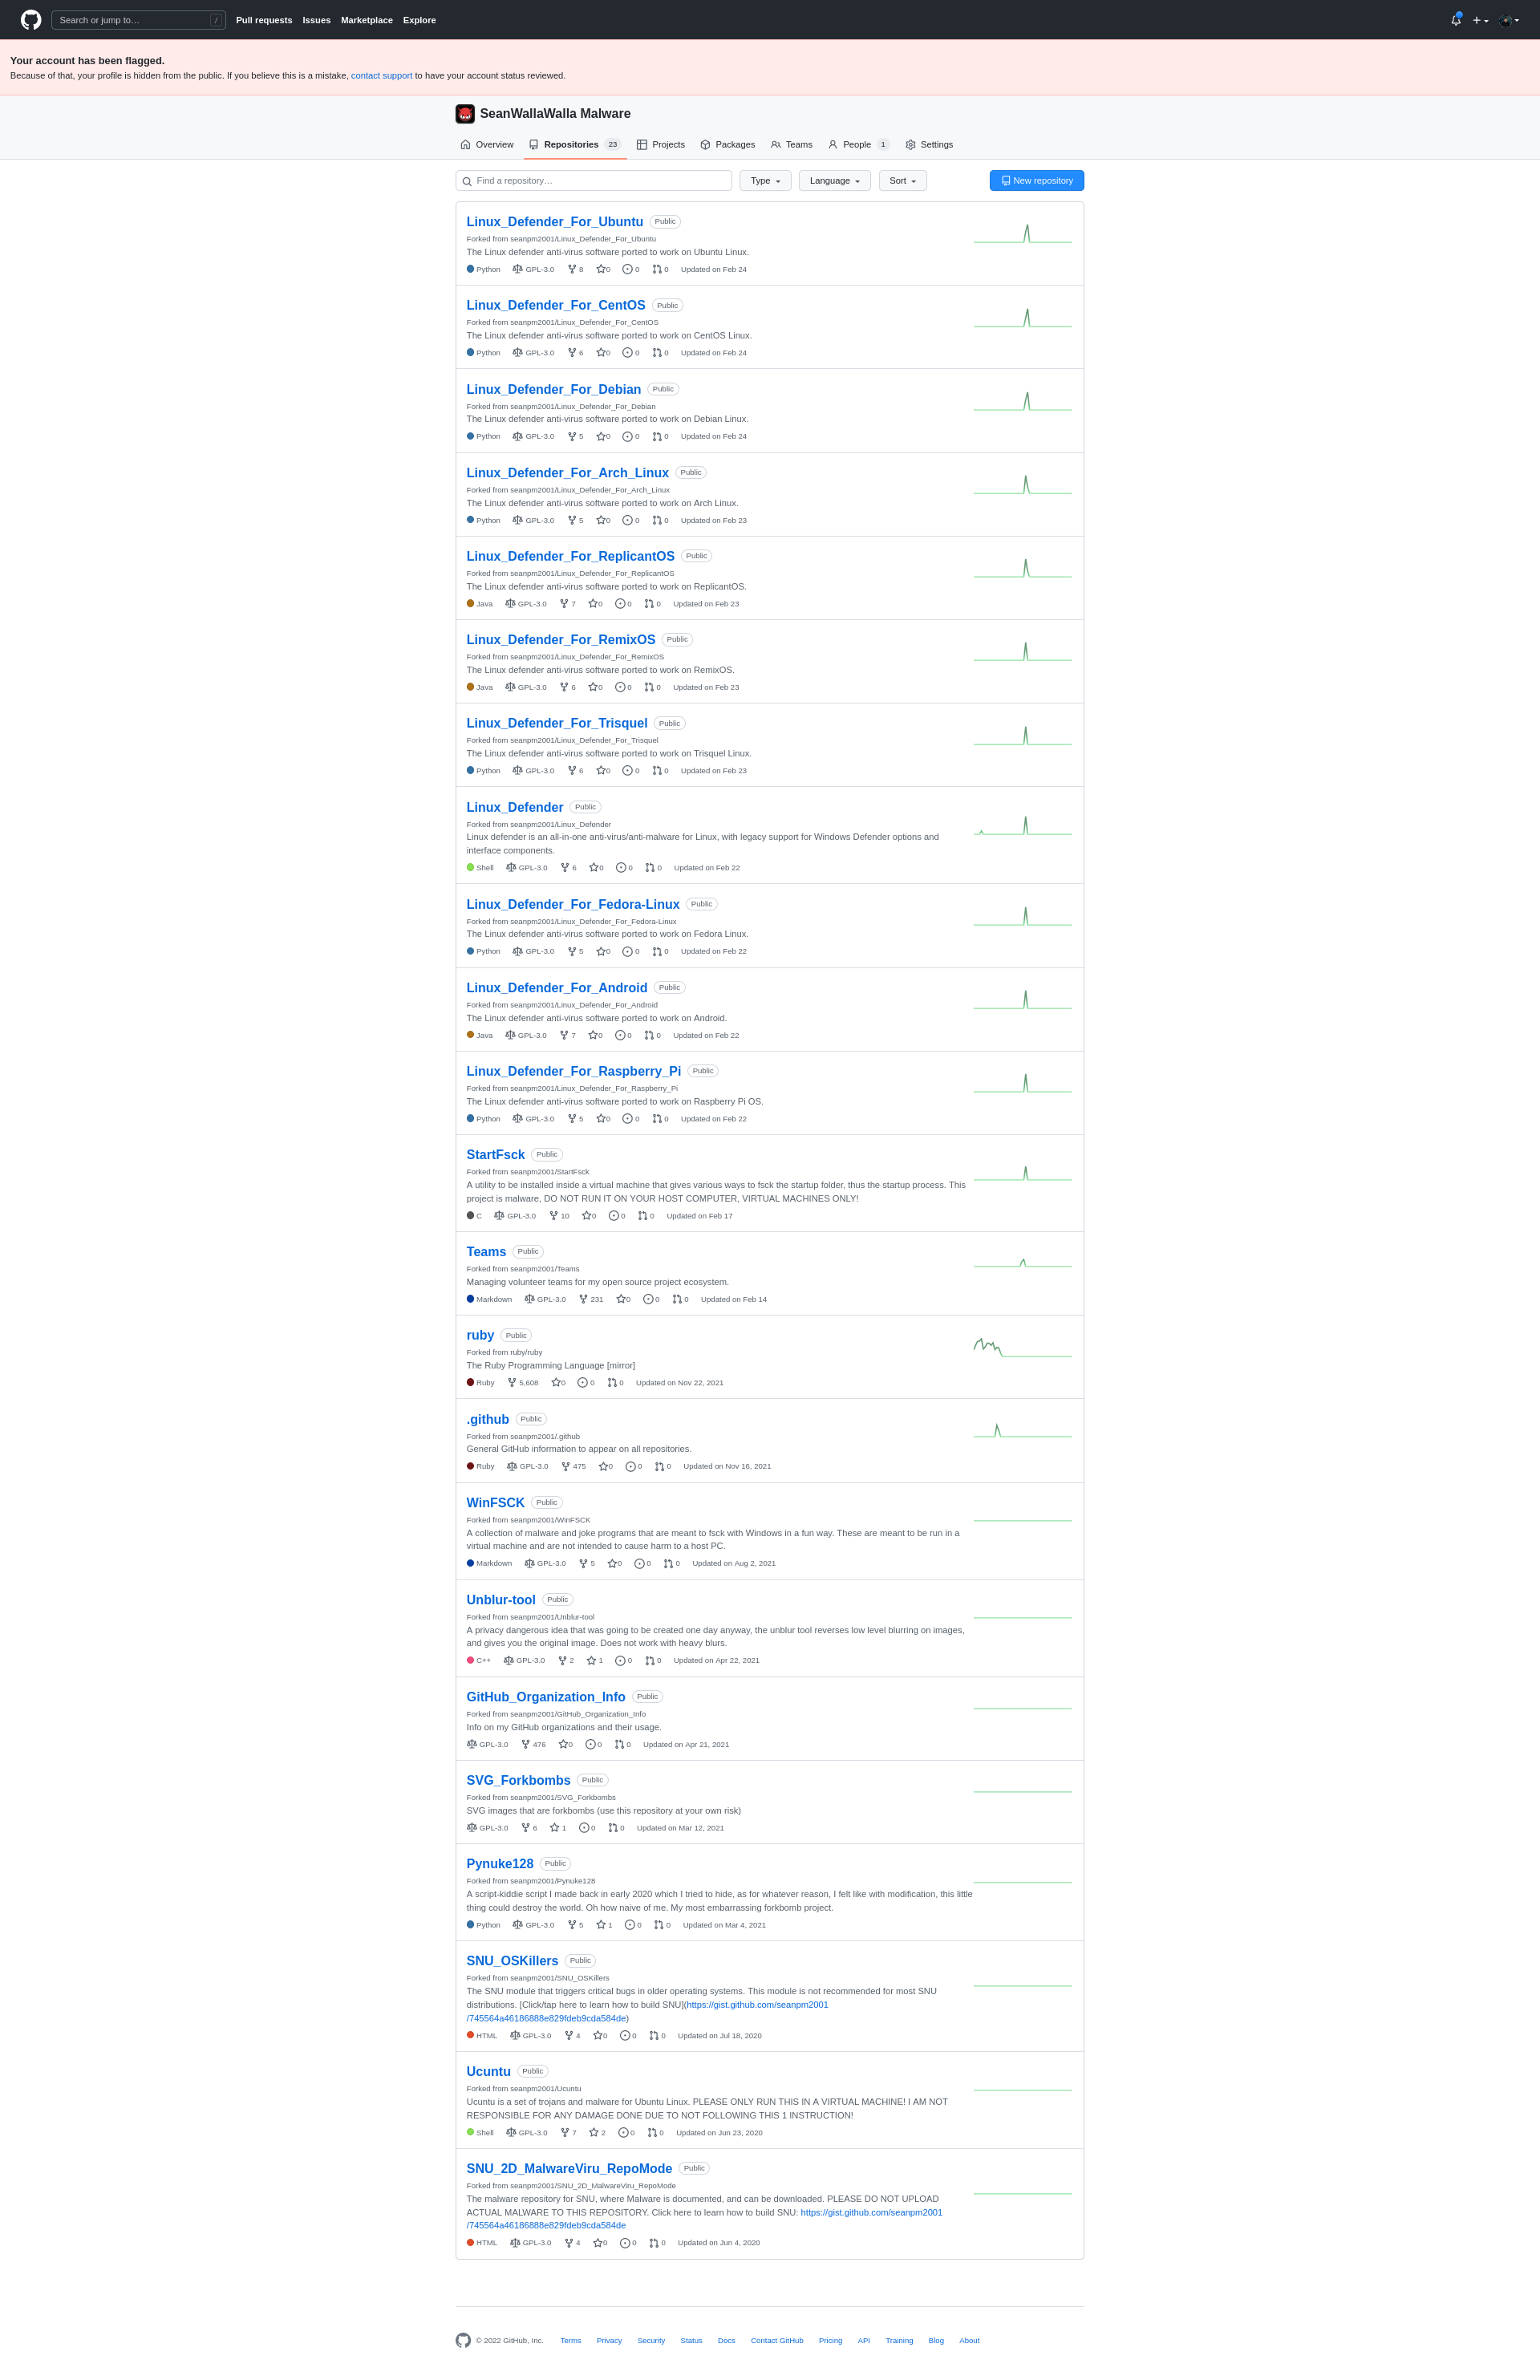 Search or jump to… /
Pull requests Issues Marketplace Explore
Your account has been flagged.
Because of that, your profile is hidden from the public. If you believe this is a mistake, contact support to have your account status reviewed.
SeanWallaWalla Malware
Overview Repositories 23 Projects Packages Teams People 1 Settings
Find a repository… Type Language Sort New repository
Linux_Defender_For_Ubuntu Public
Forked from seanpm2001/Linux_Defender_For_Ubuntu
The Linux defender anti-virus software ported to work on Ubuntu Linux.
Python GPL-3.0 8 0 0 0 Updated on Feb 24
Linux_Defender_For_CentOS Public
Forked from seanpm2001/Linux_Defender_For_CentOS
The Linux defender anti-virus software ported to work on CentOS Linux.
Python GPL-3.0 6 0 0 0 Updated on Feb 24
Linux_Defender_For_Debian Public
Forked from seanpm2001/Linux_Defender_For_Debian
The Linux defender anti-virus software ported to work on Debian Linux.
Python GPL-3.0 5 0 0 0 Updated on Feb 24
Linux_Defender_For_Arch_Linux Public
Forked from seanpm2001/Linux_Defender_For_Arch_Linux
The Linux defender anti-virus software ported to work on Arch Linux.
Python GPL-3.0 5 0 0 0 Updated on Feb 23
Linux_Defender_For_ReplicantOS Public
Forked from seanpm2001/Linux_Defender_For_ReplicantOS
The Linux defender anti-virus software ported to work on ReplicantOS.
Java GPL-3.0 7 0 0 0 Updated on Feb 23
Linux_Defender_For_RemixOS Public
Forked from seanpm2001/Linux_Defender_For_RemixOS
The Linux defender anti-virus software ported to work on RemixOS.
Java GPL-3.0 6 0 0 0 Updated on Feb 23
Linux_Defender_For_Trisquel Public
Forked from seanpm2001/Linux_Defender_For_Trisquel
The Linux defender anti-virus software ported to work on Trisquel Linux.
Python GPL-3.0 6 0 0 0 Updated on Feb 23
Linux_Defender Public
Forked from seanpm2001/Linux_Defender
Linux defender is an all-in-one anti-virus/anti-malware for Linux, with legacy support for Windows Defender options and
interface components.
Shell GPL-3.0 6 0 0 0 Updated on Feb 22
Linux_Defender_For_Fedora-Linux Public
Forked from seanpm2001/Linux_Defender_For_Fedora-Linux
The Linux defender anti-virus software ported to work on Fedora Linux.
Python GPL-3.0 5 0 0 0 Updated on Feb 22
Linux_Defender_For_Android Public
Forked from seanpm2001/Linux_Defender_For_Android
The Linux defender anti-virus software ported to work on Android.
Java GPL-3.0 7 0 0 0 Updated on Feb 22
Linux_Defender_For_Raspberry_Pi Public
Forked from seanpm2001/Linux_Defender_For_Raspberry_Pi
The Linux defender anti-virus software ported to work on Raspberry Pi OS.
Python GPL-3.0 5 0 0 0 Updated on Feb 22
StartFsck Public
Forked from seanpm2001/StartFsck
A utility to be installed inside a virtual machine that gives various ways to fsck the startup folder, thus the startup process. This
project is malware, DO NOT RUN IT ON YOUR HOST COMPUTER, VIRTUAL MACHINES ONLY!
C GPL-3.0 10 0 0 0 Updated on Feb 17
Teams Public
Forked from seanpm2001/Teams
Managing volunteer teams for my open source project ecosystem.
Markdown GPL-3.0 231 0 0 0 Updated on Feb 14
ruby Public
Forked from ruby/ruby
The Ruby Programming Language [mirror]
Ruby 5,608 0 0 0 Updated on Nov 22, 2021
.github Public
Forked from seanpm2001/.github
General GitHub information to appear on all repositories.
Ruby GPL-3.0 475 0 0 0 Updated on Nov 16, 2021
WinFSCK Public
Forked from seanpm2001/WinFSCK
A collection of malware and joke programs that are meant to fsck with Windows in a fun way. These are meant to be run in a
virtual machine and are not intended to cause harm to a host PC.
Markdown GPL-3.0 5 0 0 0 Updated on Aug 2, 2021
Unblur-tool Public
Forked from seanpm2001/Unblur-tool
A privacy dangerous idea that was going to be created one day anyway, the unblur tool reverses low level blurring on images,
and gives you the original image. Does not work with heavy blurs.
C++ GPL-3.0 2 1 0 0 Updated on Apr 22, 2021
GitHub_Organization_Info Public
Forked from seanpm2001/GitHub_Organization_Info
Info on my GitHub organizations and their usage.
GPL-3.0 476 0 0 0 Updated on Apr 21, 2021
SVG_Forkbombs Public
Forked from seanpm2001/SVG_Forkbombs
SVG images that are forkbombs (use this repository at your own risk)
GPL-3.0 6 1 0 0 Updated on Mar 12, 2021
Pynuke128 Public
Forked from seanpm2001/Pynuke128
A script-kiddie script I made back in early 2020 which I tried to hide, as for whatever reason, I felt like with modification, this little
thing could destroy the world. Oh how naive of me. My most embarrassing forkbomb project.
Python GPL-3.0 5 1 0 0 Updated on Mar 4, 2021
SNU_OSKillers Public
Forked from seanpm2001/SNU_OSKillers
The SNU module that triggers critical bugs in older operating systems. This module is not recommended for most SNU
distributions. [Click/tap here to learn how to build SNU](https://gist.github.com/seanpm2001
/745564a46186888e829fdeb9cda584de)
HTML GPL-3.0 4 0 0 0 Updated on Jul 18, 2020
Ucuntu Public
Forked from seanpm2001/Ucuntu
Ucuntu is a set of trojans and malware for Ubuntu Linux. PLEASE ONLY RUN THIS IN A VIRTUAL MACHINE! I AM NOT
RESPONSIBLE FOR ANY DAMAGE DONE DUE TO NOT FOLLOWING THIS 1 INSTRUCTION!
Shell GPL-3.0 7 2 0 0 Updated on Jun 23, 2020
SNU_2D_MalwareViru_RepoMode Public
Forked from seanpm2001/SNU_2D_MalwareViru_RepoMode
The malware repository for SNU, where Malware is documented, and can be downloaded. PLEASE DO NOT UPLOAD
ACTUAL MALWARE TO THIS REPOSITORY. Click here to learn how to build SNU: https://gist.github.com/seanpm2001
/745564a46186888e829fdeb9cda584de
HTML GPL-3.0 4 0 0 0 Updated on Jun 4, 2020
© 2022 GitHub, Inc. Terms Privacy Security Status Docs Contact GitHub Pricing API Training Blog About